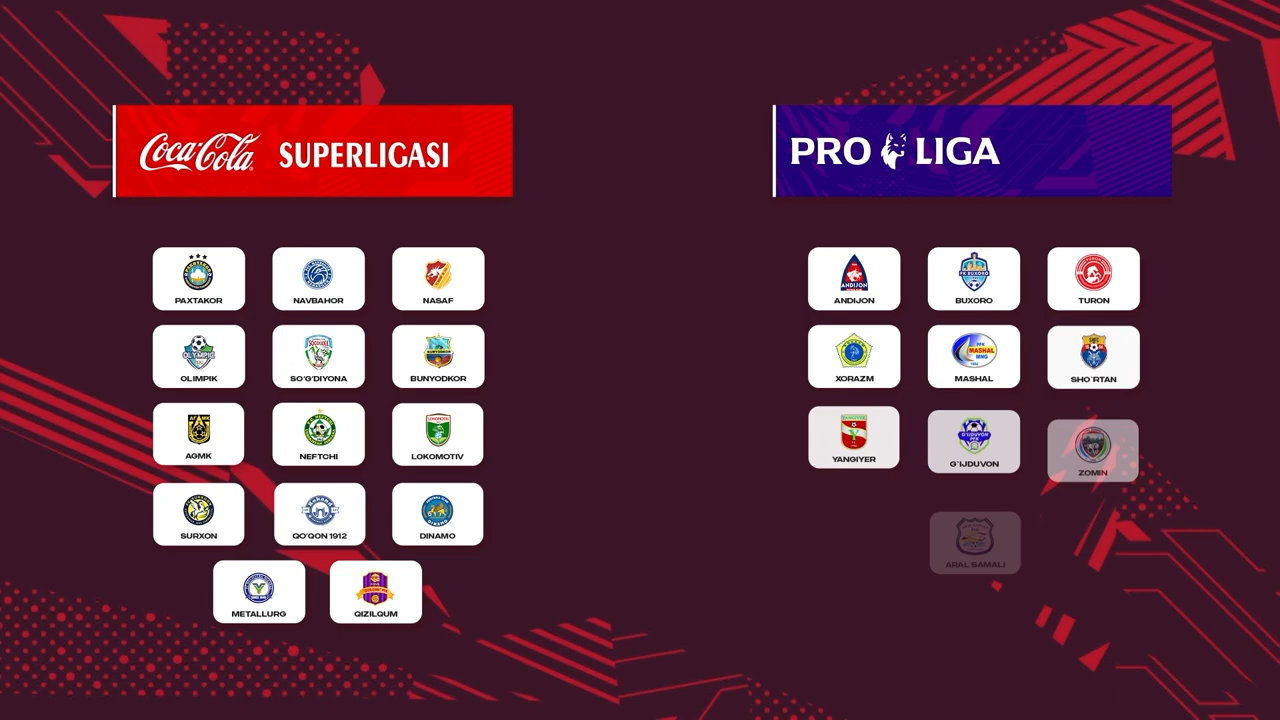 Coca-Cola SUPERLIGASI
PRO LIGA
PAXTAKOR
NAVBAHOR
NASAF
ANDIJON
BUXORO
TURON
OLIMPIK
SO'G'DIYONA
BUNYODKOR
XORAZM
MASHAL
SHO'RTAN
AGMK
NEFTCHI
LOKOMOTIV
YANGIYER
G'IJDUVON
ZOMIN
SURXON
QO'QON 1912
DINAMO
ARAL SAMALI
METALLURG
QIZILQUM